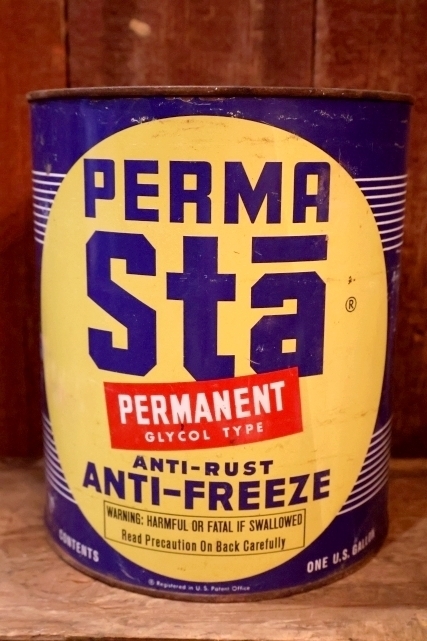 PERMA
Stā
®
PERMANENT
GLYCOL TYPE
ANTI-RUST
ANTI-FREEZE
WARNING: HARMFUL OR FATAL IF SWALLOWED
Read Precaution On Back Carefully
CONTENTS
ONE U.S. GALLON
® Registered in U.S. Patent Office